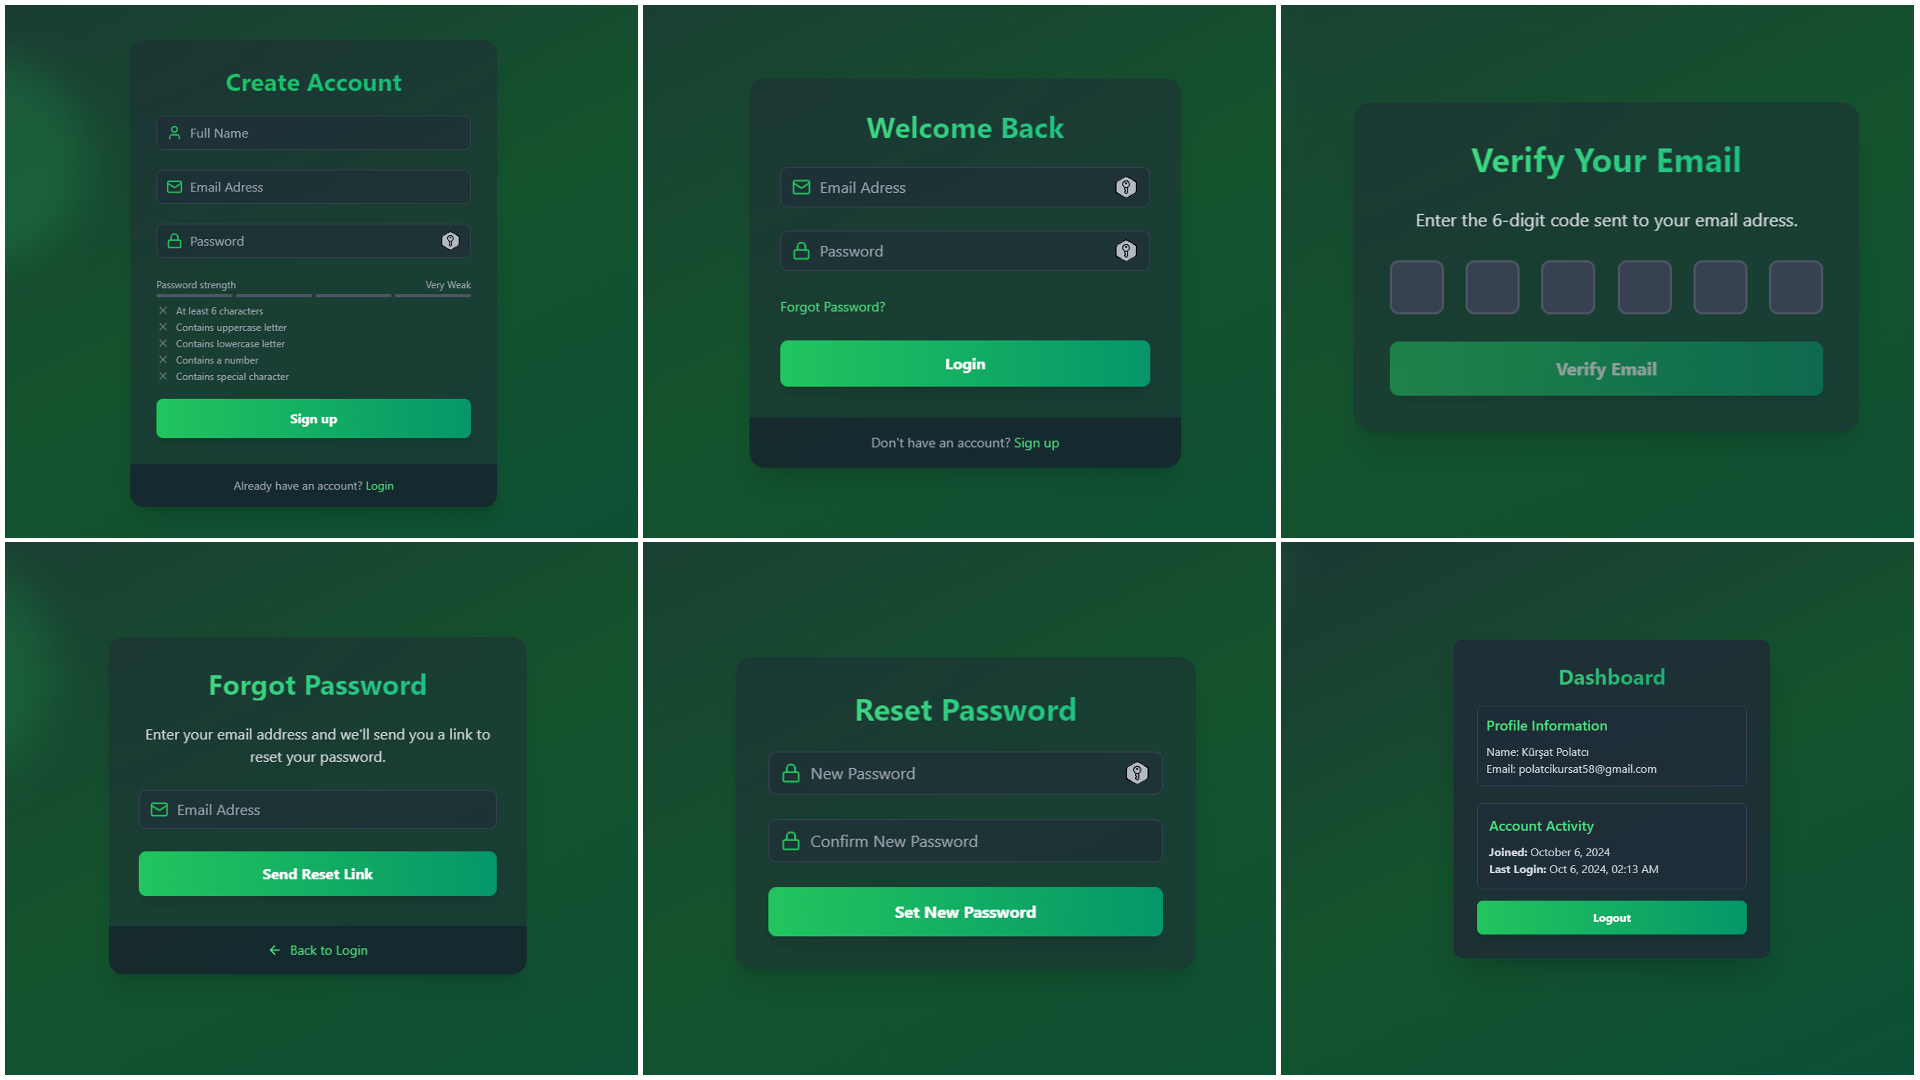 Create Account
Full Name
Email Adress
Password
Password strength Very Weak
At least 6 characters
Contains uppercase letter
Contains lowercase letter
Contains a number
Contains special character
Sign up
Already have an account? Login
Welcome Back
Email Adress
Password
Forgot Password?
Login
Don't have an account? Sign up
Verify Your Email
Enter the 6-digit code sent to your email adress.
Verify Email
Forgot Password
Enter your email address and we'll send you a link to
reset your password.
Email Adress
Send Reset Link
Back to Login
Reset Password
New Password
Confirm New Password
Set New Password
Dashboard
Profile Information
Name: Kürşat Polatcı
Email: polatcikursat58@gmail.com
Account Activity
Joined: October 6, 2024
Last Login: Oct 6, 2024, 02:13 AM
Logout